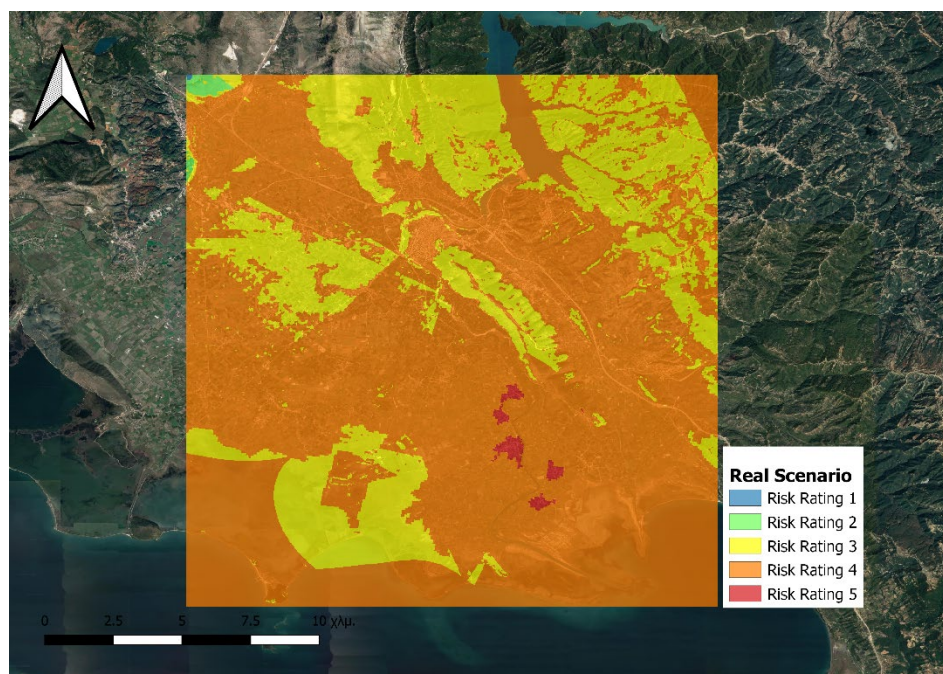 Real Scenario
Risk Rating 1
Risk Rating 2
Risk Rating 3
Risk Rating 4
Risk Rating 5
0 2.5 5 7.5 10 χλμ.